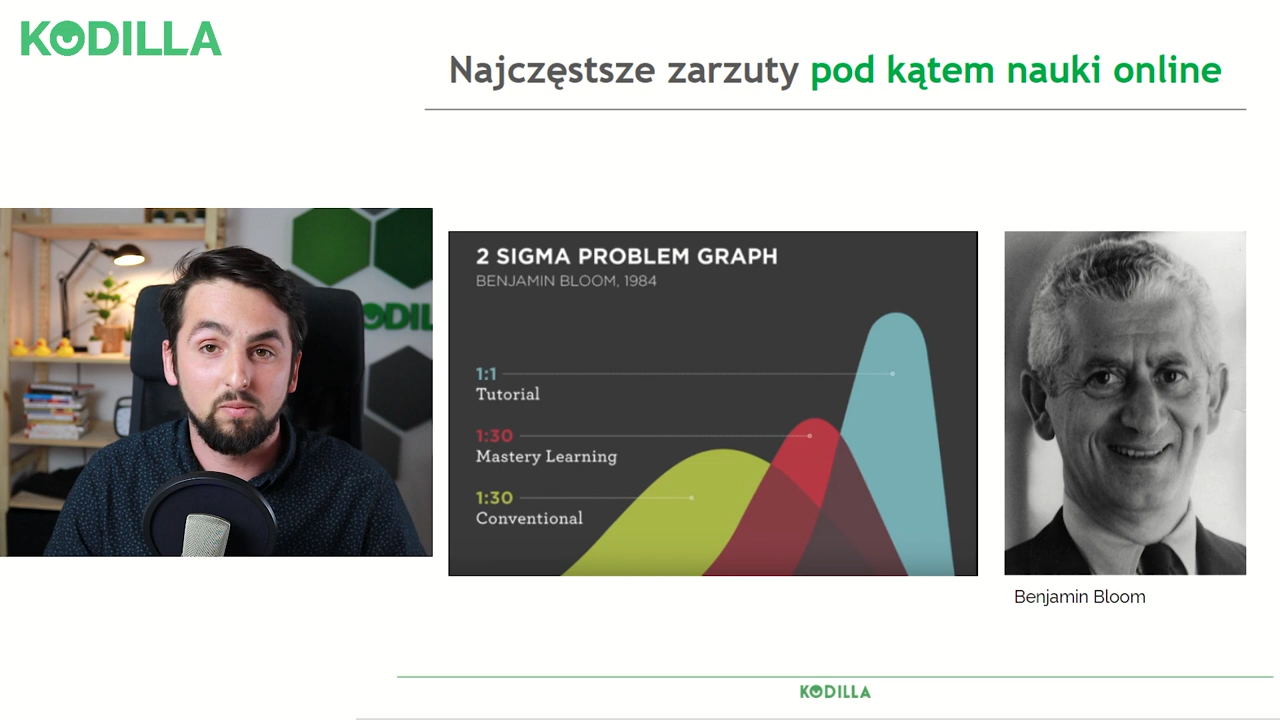 KODILLA
Najczęstsze zarzuty pod kątem nauki online
KODIL
2 SIGMA PROBLEM GRAPH
BENJAMIN BLOOM, 1984
1:1
Tutorial
1:30
Mastery Learning
1:30
Conventional
Benjamin Bloom
KODILLA